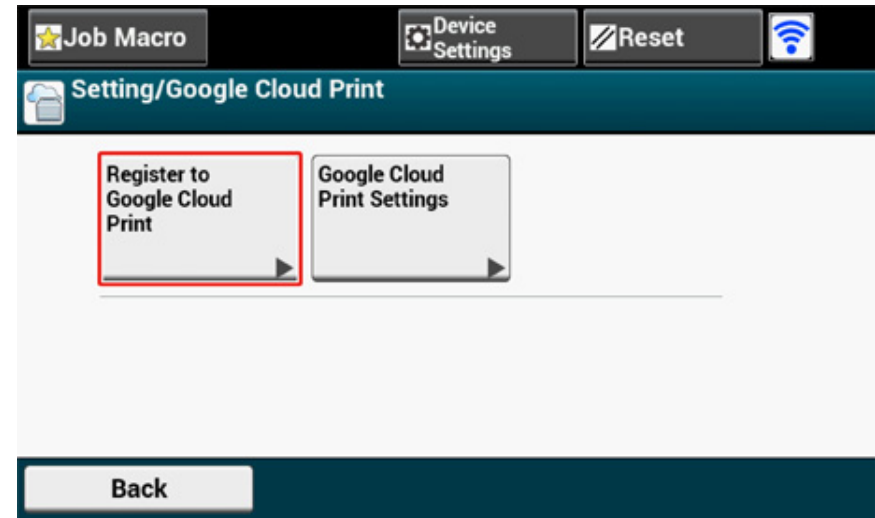 Job Macro
Device
Settings
Reset
Setting/Google Cloud Print
Register to
Google Cloud
Print
Google Cloud
Print Settings
Back